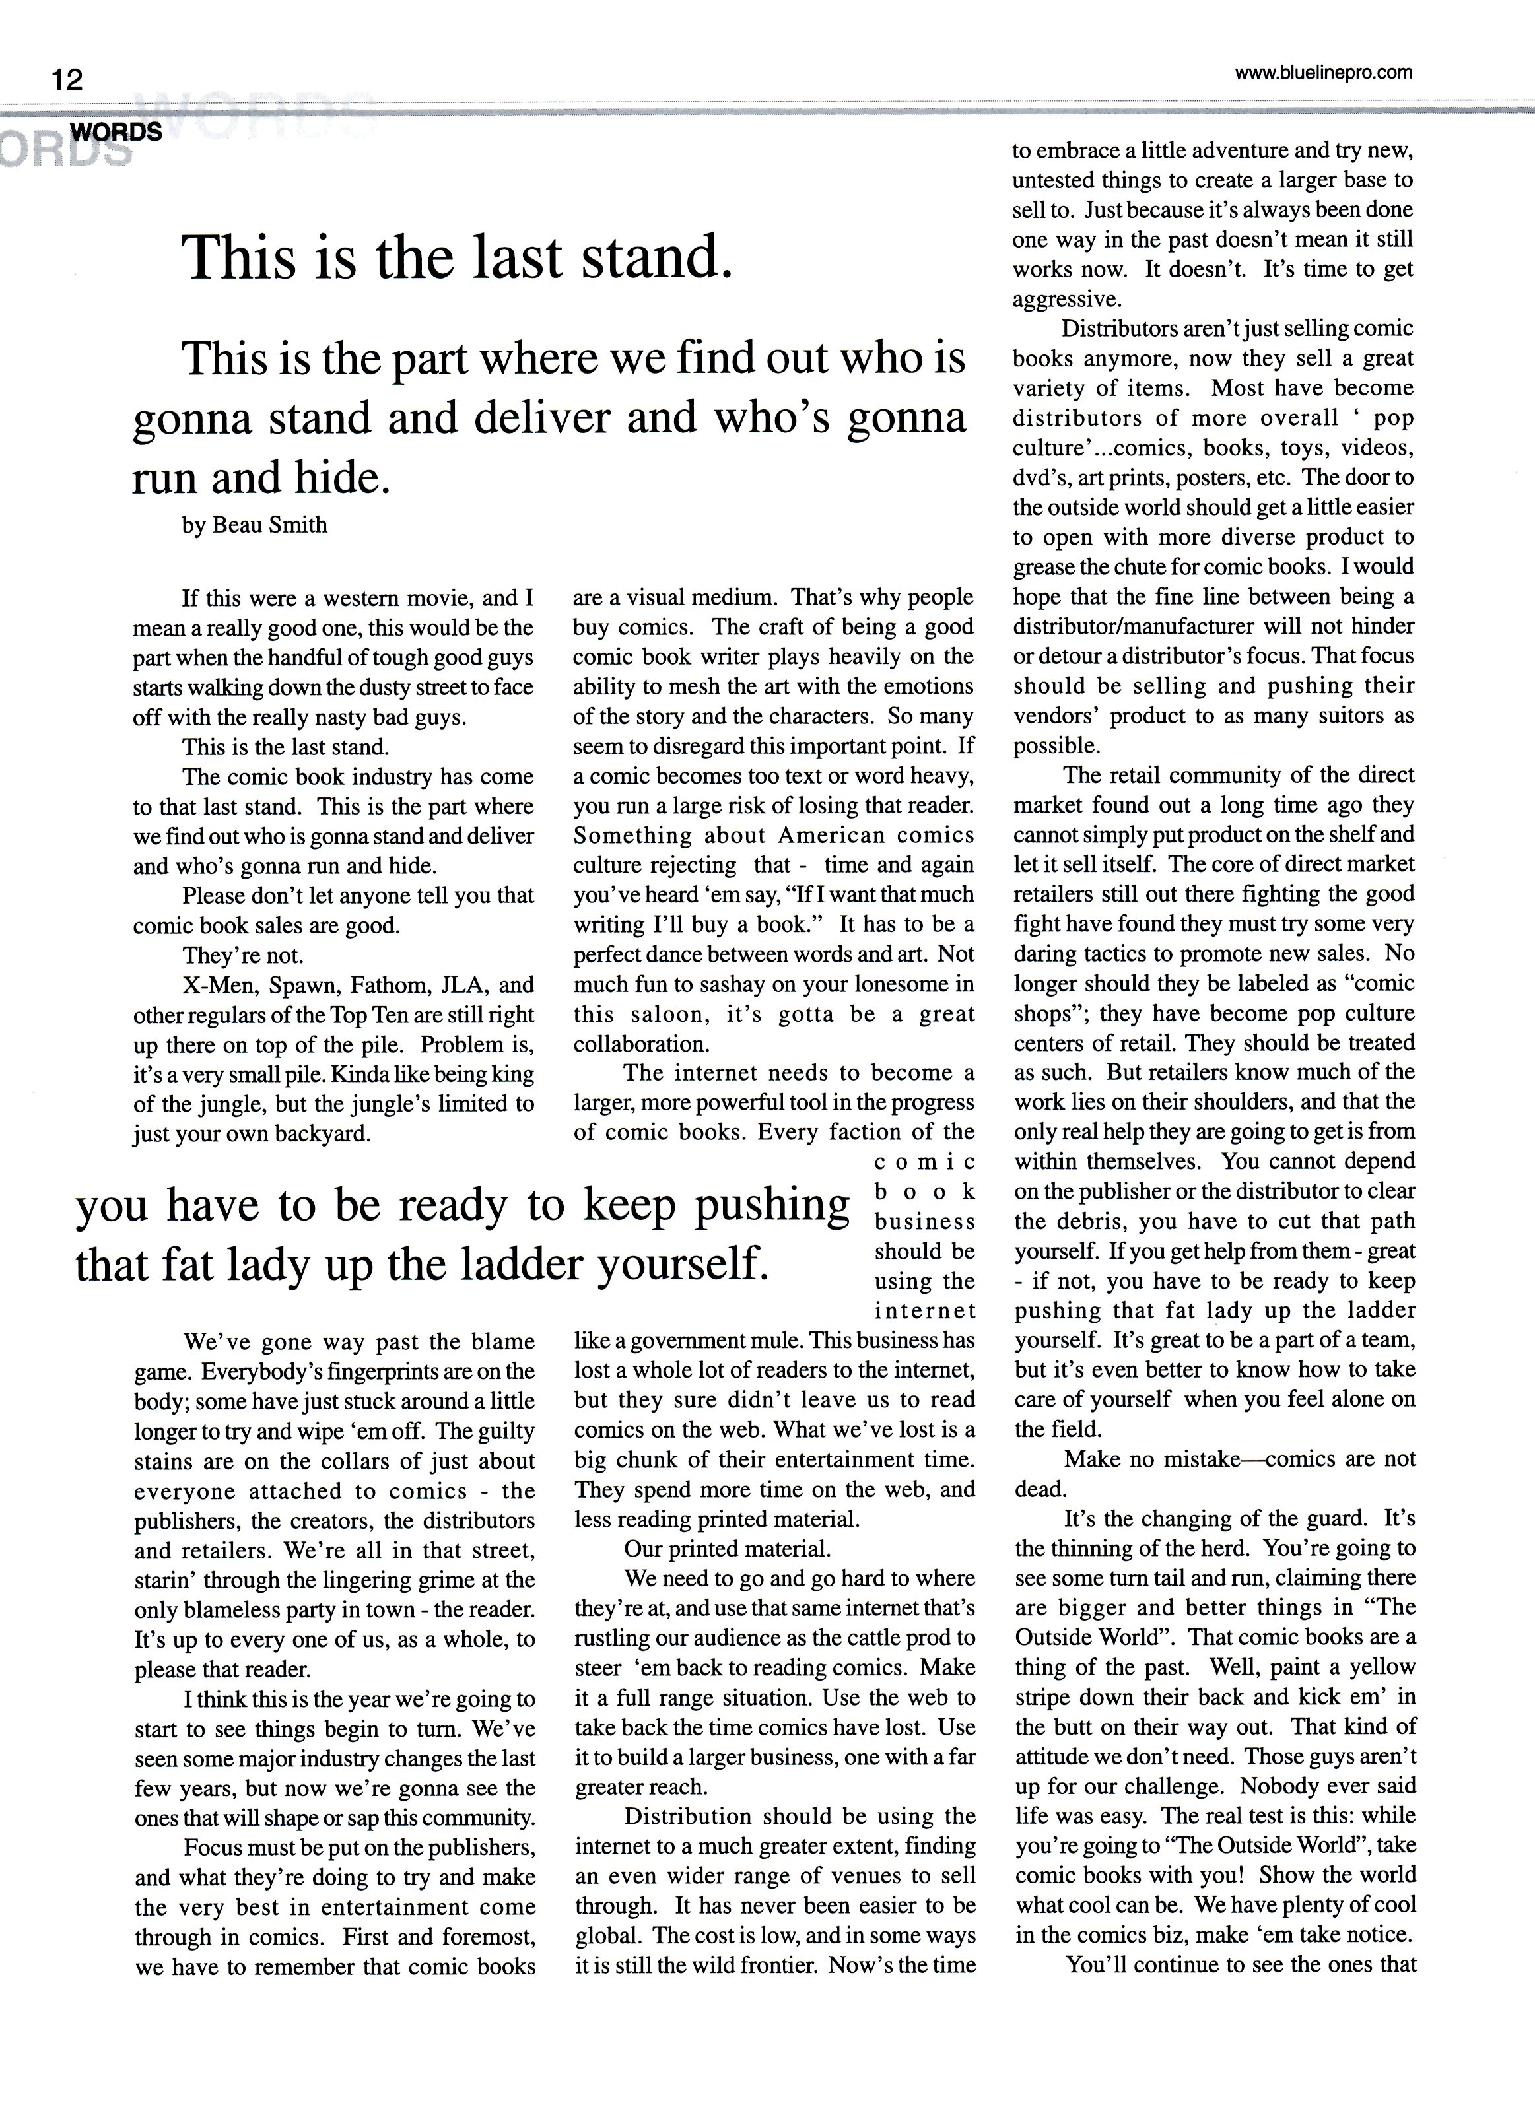 12
www.bluelinepro.com
WORDS
ORDS
WORDS
This is the last stand.
This is the part where we find out who is
gonna stand and deliver and who's gonna
run and hide.
by Beau Smith
If this were a western movie, and I
mean a really good one, this would be the
part when the handful of tough good guys
starts walking down the dusty street to face
off with the really nasty bad guys.
This is the last stand.
The comic book industry has come
to that last stand. This is the part where
we find out who is gonna stand and deliver
and who's gonna run and hide.
Please don't let anyone tell you that
comic book sales are good.
They're not.
X-Men, Spawn, Fathom, JLA, and
other regulars of the Top Ten are still right
up there on top of the pile. Problem is,
it's a very small pile. Kinda like being king
of the jungle, but the jungle's limited to
just your own backyard.
you have to be ready to keep pushing
that fat lady up the ladder yourself.
We've gone way past the blame
game. Everybody's fingerprints are on the
body; some have just stuck around a little
longer to try and wipe 'em off. The guilty
stains are on the collars of just about
everyone attached to comics - the
publishers, the creators, the distributors
and retailers. We're all in that street,
starin' through the lingering grime at the
only blameless party in town - the reader.
It's up to every one of us, as a whole, to
please that reader.
I think this is the year we're going to
start to see things begin to turn. We've
seen some major industry changes the last
few years, but now we're gonna see the
ones that will shape or sap this community.
Focus must be put on the publishers,
and what they're doing to try and make
the very best in entertainment come
through in comics. First and foremost,
we have to remember that comic books
are a visual medium. That's why people
buy comics. The craft of being a good
comic book writer plays heavily on the
ability to mesh the art with the emotions
of the story and the characters. So many
seem to disregard this important point. If
a comic becomes too text or word heavy,
you run a large risk of losing that reader.
Something about American comics
culture rejecting that - time and again
you've heard 'em say, "If I want that much
writing I'll buy a book." It has to be a
perfect dance between words and art. Not
much fun to sashay on your lonesome in
this saloon, it's gotta be a great
collaboration.
The internet needs to become a
larger, more powerful tool in the progress
of comic books. Every faction of the
comic
book
business
should be
using the
internet
like a government mule. This business has
lost a whole lot of readers to the internet,
but they sure didn't leave us to read
comics on the web. What we've lost is a
big chunk of their entertainment time.
They spend more time on the web, and
less reading printed material.
Our printed material.
We need to go and go hard to where
they're at, and use that same internet that's
rustling our audience as the cattle prod to
steer 'em back to reading comics. Make
it a full range situation. Use the web to
take back the time comics have lost. Use
it to build a larger business, one with a far
greater reach.
Distribution should be using the
internet to a much greater extent, finding
an even wider range of venues to sell
through. It has never been easier to be
global. The cost is low, and in some ways
it is still the wild frontier. Now's the time
to embrace a little adventure and try new,
untested things to create a larger base to
sell to. Just because it's always been done
one way in the past doesn't mean it still
works now. It doesn't. It's time to get
aggressive.
Distributors aren't just selling comic
books anymore, now they sell a great
variety of items. Most have become
distributors of more overall ' pop
culture'...comics, books, toys, videos,
dvd's, art prints, posters, etc. The door to
the outside world should get a little easier
to open with more diverse product to
grease the chute for comic books. I would
hope that the fine line between being a
distributor/manufacturer will not hinder
or detour a distributor's focus. That focus
should be selling and pushing their
vendors' product to as many suitors as
possible.
The retail community of the direct
market found out a long time ago they
cannot simply put product on the shelf and
let it sell itself. The core of direct market
retailers still out there fighting the good
fight have found they must try some very
daring tactics to promote new sales. No
longer should they be labeled as "comic
shops"; they have become pop culture
centers of retail. They should be treated
as such. But retailers know much of the
work lies on their shoulders, and that the
only real help they are going to get is from
within themselves. You cannot depend
on the publisher or the distributor to clear
the debris, you have to cut that path
yourself. If you get help from them - great
- if not, you have to be ready to keep
pushing that fat lady up the ladder
yourself. It's great to be a part of a team,
but it's even better to know how to take
care of yourself when you feel alone on
the field.
Make no mistake—comics are not
dead.
It's the changing of the guard. It's
the thinning of the herd. You're going to
see some turn tail and run, claiming there
are bigger and better things in "The
Outside World". That comic books are a
thing of the past. Well, paint a yellow
stripe down their back and kick em' in
the butt on their way out. That kind of
attitude we don't need. Those guys aren't
up for our challenge. Nobody ever said
life was easy. The real test is this: while
you're going to "The Outside World", take
comic books with you! Show the world
what cool can be. We have plenty of cool
in the comics biz, make 'em take notice.
You'll continue to see the ones that